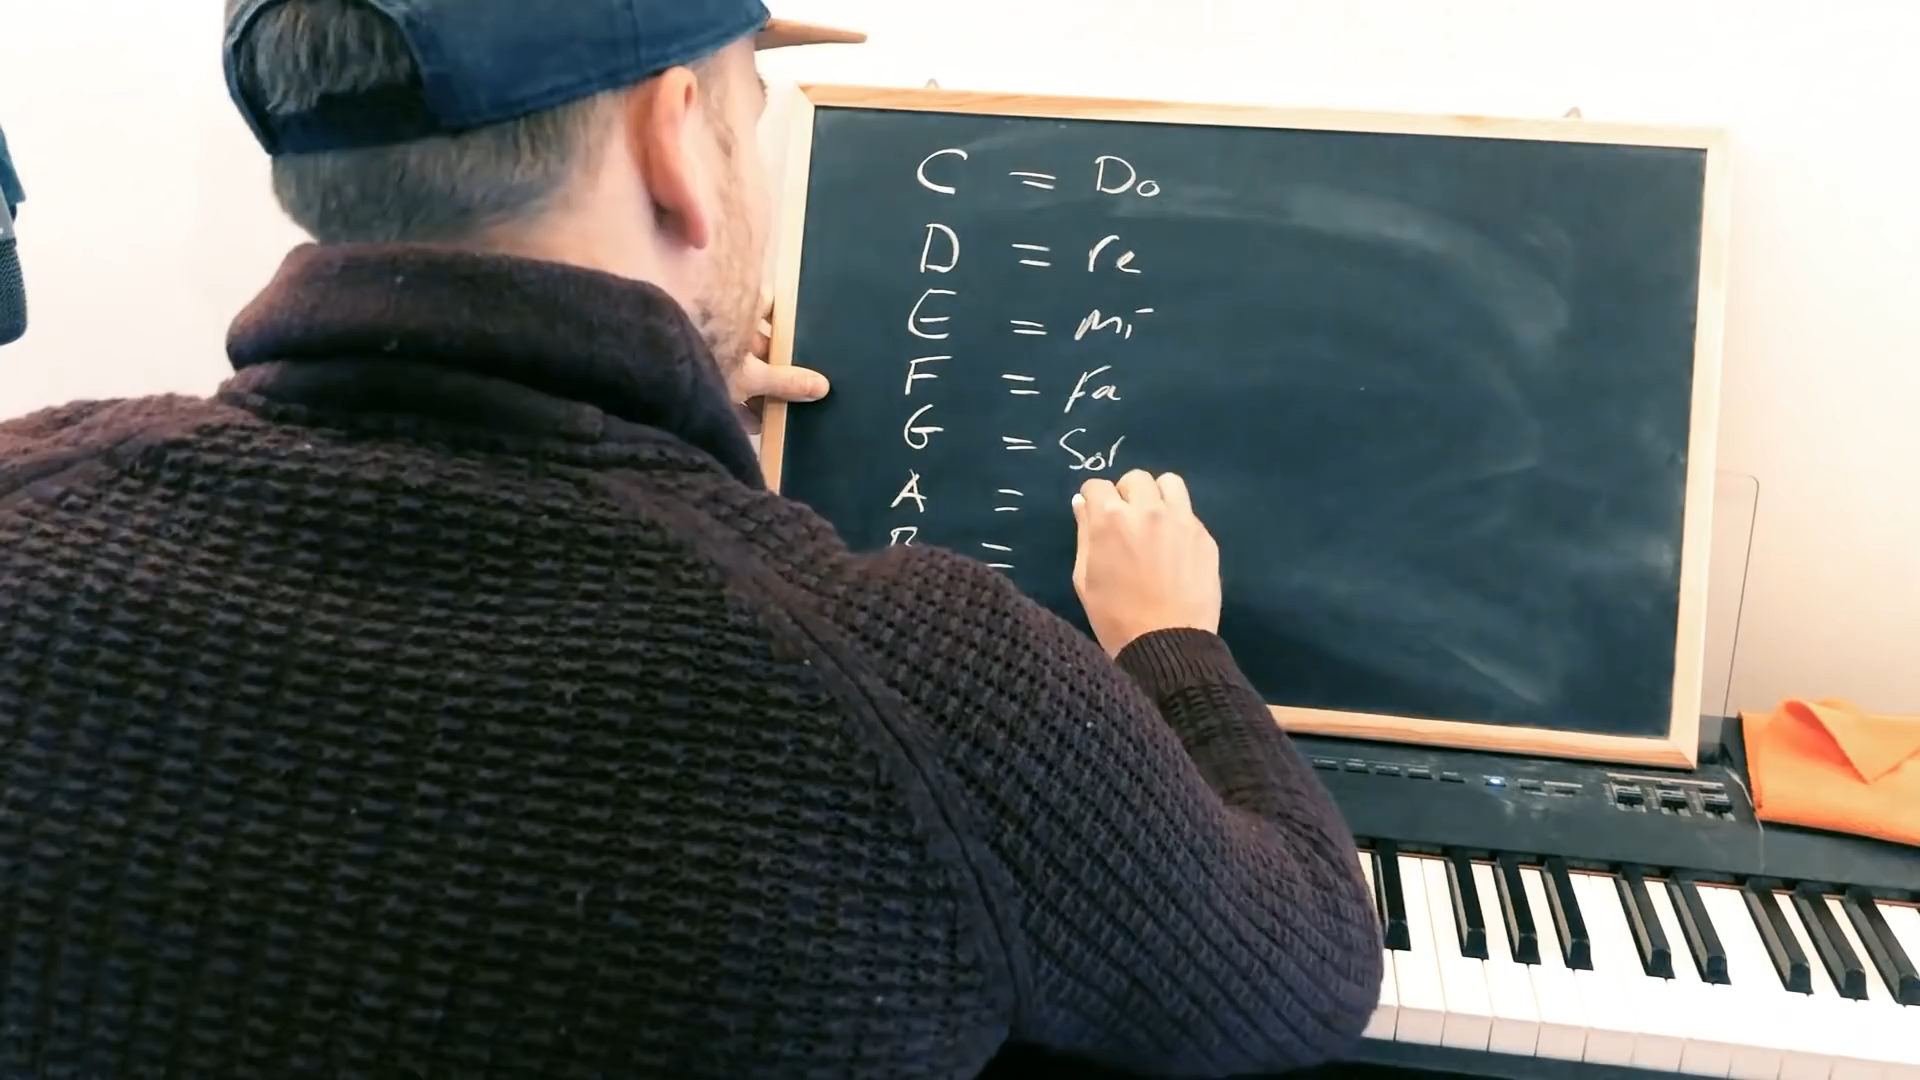 C = Do
D = re
E = Mi
F = Fa
G = Sol
A =
B =